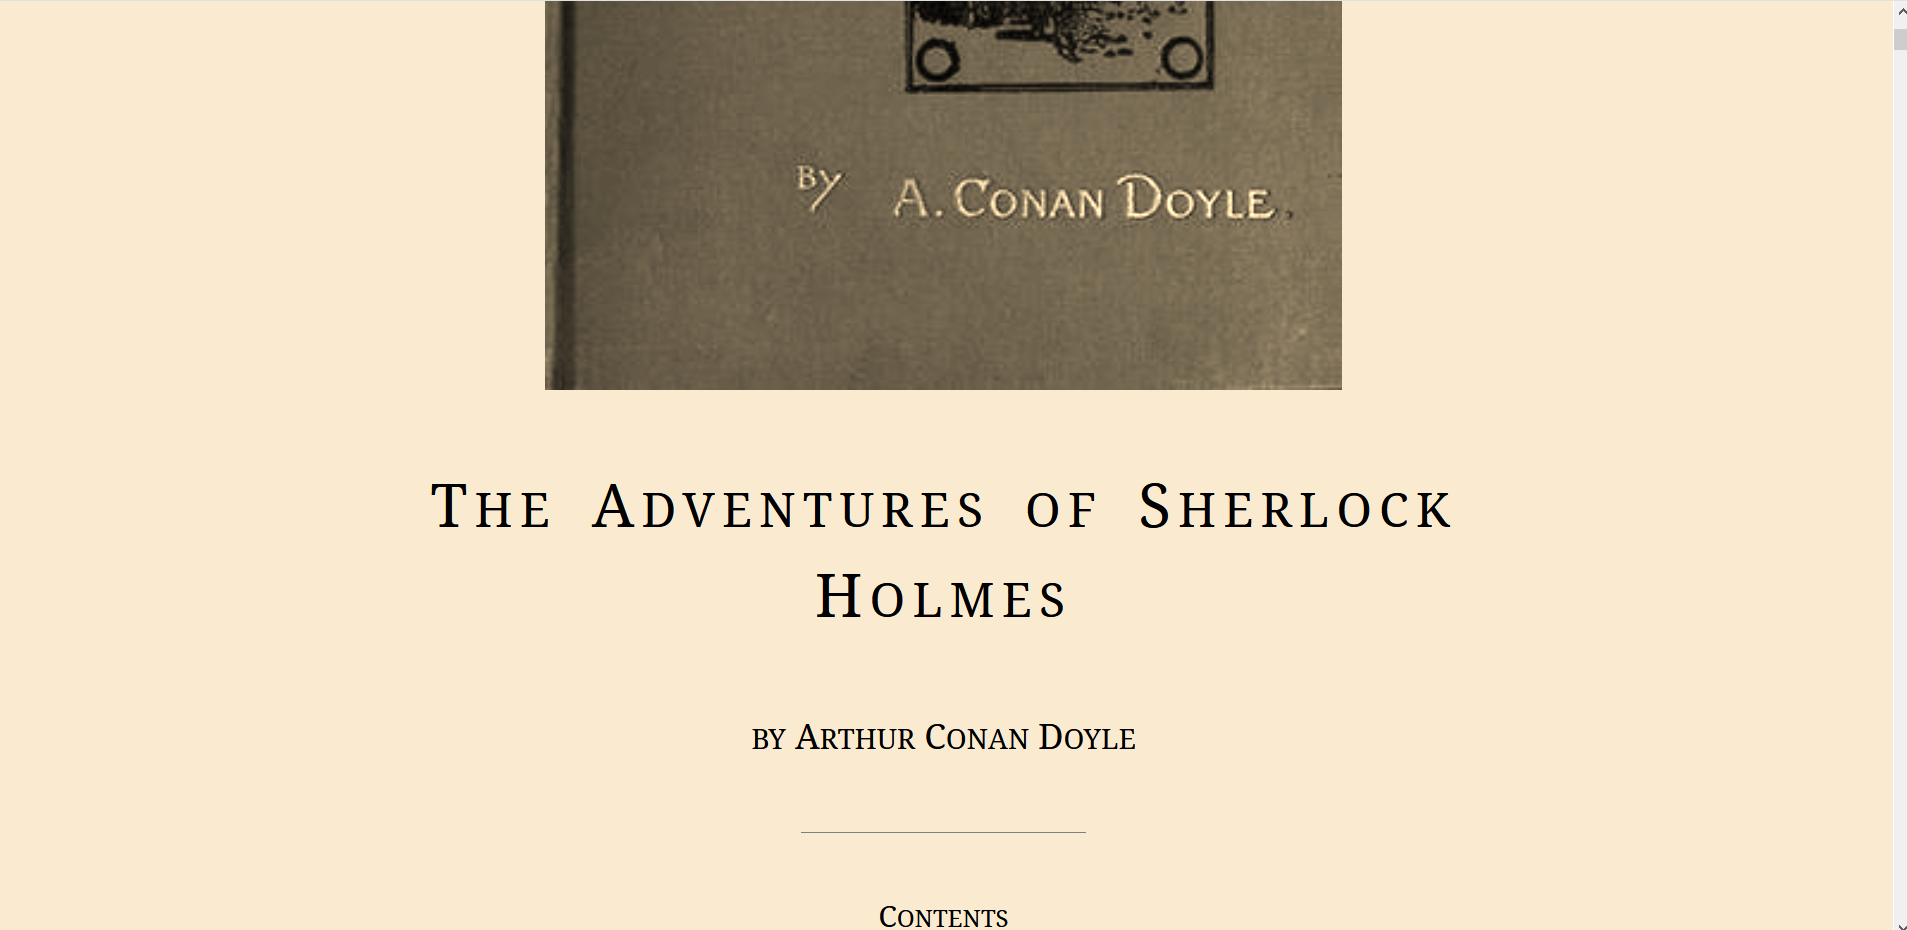 By A. Conan Doyle.
The Adventures of Sherlock
Holmes
by Arthur Conan Doyle
Contents